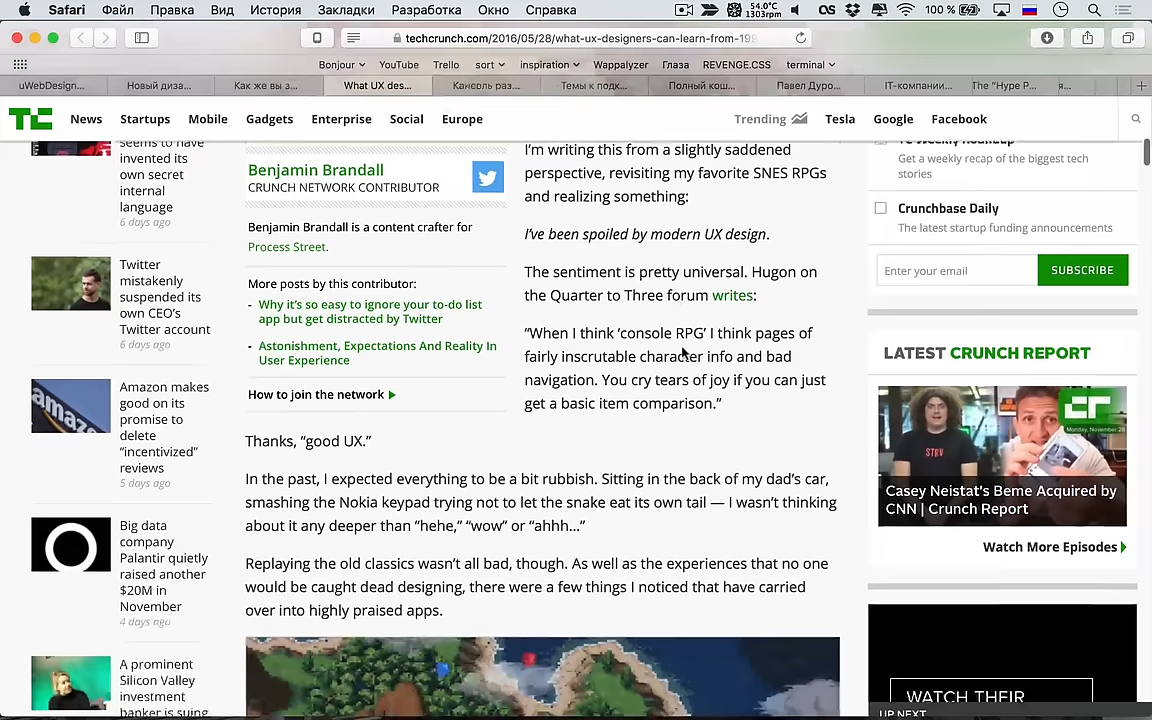 Safari Файл Правка Вид История Закладки Разработка Окно Справка
54.0°C
1303rpm
100 %
techcrunch.com/2016/05/28/what-ux-designers-can-learn-from-199
Bonjour YouTube Trello sort inspiration Wappalyzer Глаза REVENGE.CSS terminal
uWebDesign... Новый диза... Как же вы з... What UX des... Кансоль раз... Темы к подк... Полный кош... Павел Дуро... IT-компании... The "Hype P... я...
TC News Startups Mobile Gadgets Enterprise Social Europe Trending Tesla Google Facebook
seems to have
invented its
own secret
internal
language
6 days ago
Twitter
mistakenly
suspended its
own CEO's
Twitter account
6 days ago
Amazon makes
good on its
promise to
delete
"incentivized"
reviews
5 days ago
Big data
company
Palantir quietly
raised another
$20M in
November
4 days ago
A prominent
Silicon Valley
investment
banker is suing
Benjamin Brandall
CRUNCH NETWORK CONTRIBUTOR
Benjamin Brandall is a content crafter for
Process Street.
More posts by this contributor:
- Why it's so easy to ignore your to-do list
app but get distracted by Twitter
- Astonishment, Expectations And Reality In
User Experience
How to join the network
I'm writing this from a slightly saddened
perspective, revisiting my favorite SNES RPGs
and realizing something:
I've been spoiled by modern UX design.
The sentiment is pretty universal. Hugon on
the Quarter to Three forum writes:
"When I think 'console RPG' I think pages of
fairly inscrutable character info and bad
navigation. You cry tears of joy if you can just
get a basic item comparison."
Thanks, "good UX."
In the past, I expected everything to be a bit rubbish. Sitting in the back of my dad's car,
smashing the Nokia keypad trying not to let the snake eat its own tail — I wasn't thinking
about it any deeper than "hehe," "wow" or "ahhh..."
Replaying the old classics wasn't all bad, though. As well as the experiences that no one
would be caught dead designing, there were a few things I noticed that have carried
over into highly praised apps.
Get a weekly recap of the biggest tech
stories
Crunchbase Daily
The latest startup funding announcements
Enter your email SUBSCRIBE
LATEST CRUNCH REPORT
STRV
Monday, November 28
Casey Neistat's Beme Acquired by
CNN | Crunch Report
Watch More Episodes
WATCH THEIR
UP NEXT